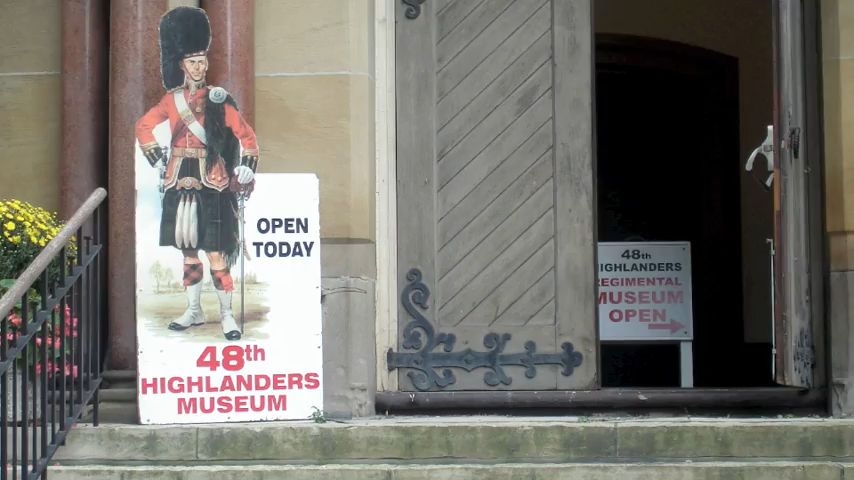 OPEN
TODAY
48th
HIGHLANDERS
MUSEUM
48th
HIGHLANDERS
REGIMENTAL
MUSEUM
OPEN